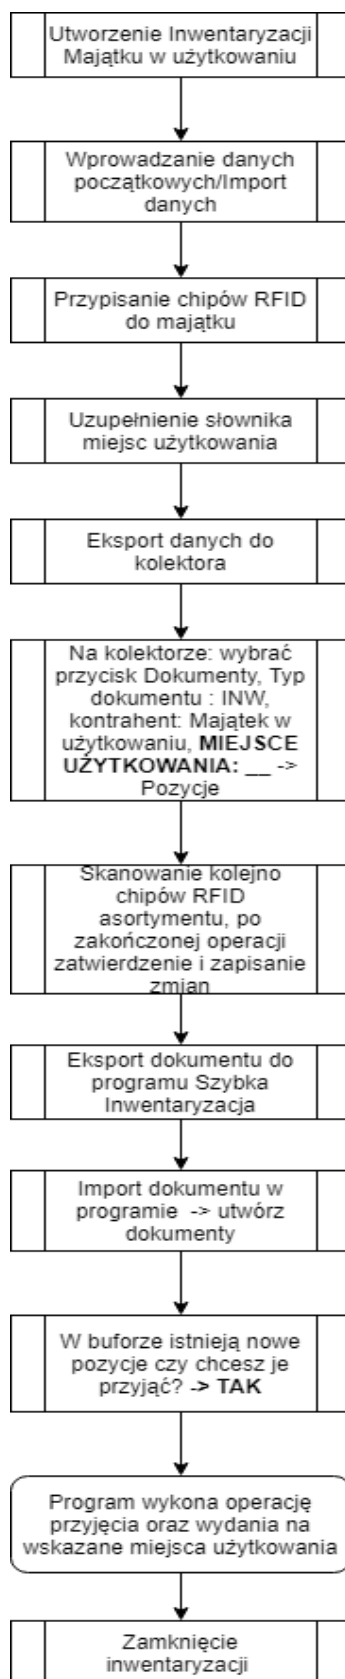 Utworzenie Inwentaryzacji
Majątku w użytkowaniu
Wprowadzanie danych
początkowych/Import
danych
Przypisanie chipów RFID
do majątku
Uzupełnienie słownika
miejsc użytkowania
Eksport danych do
kolektora
Na kolektorze: wybrać
przycisk Dokumenty, Typ
dokumentu : INW,
kontrahent: Majątek w
użytkowaniu, MIEJSCE
UŻYTKOWANIA: __ ->
Pozycje
Skanowanie kolejno
chipów RFID
asortymentu, po
zakończonej operacji
zatwierdzenie i zapisanie
zmian
Eksport dokumentu do
programu Szybka
Inwentaryzacja
Import dokumentu w
programie -> utwórz
dokumenty
W buforze istnieją nowe
pozycje czy chcesz je
przyjąć? -> TAK
Program wykona operację
przyjęcia oraz wydania na
wskazane miejsca użytkowania
Zamknięcie
inwentaryzacji